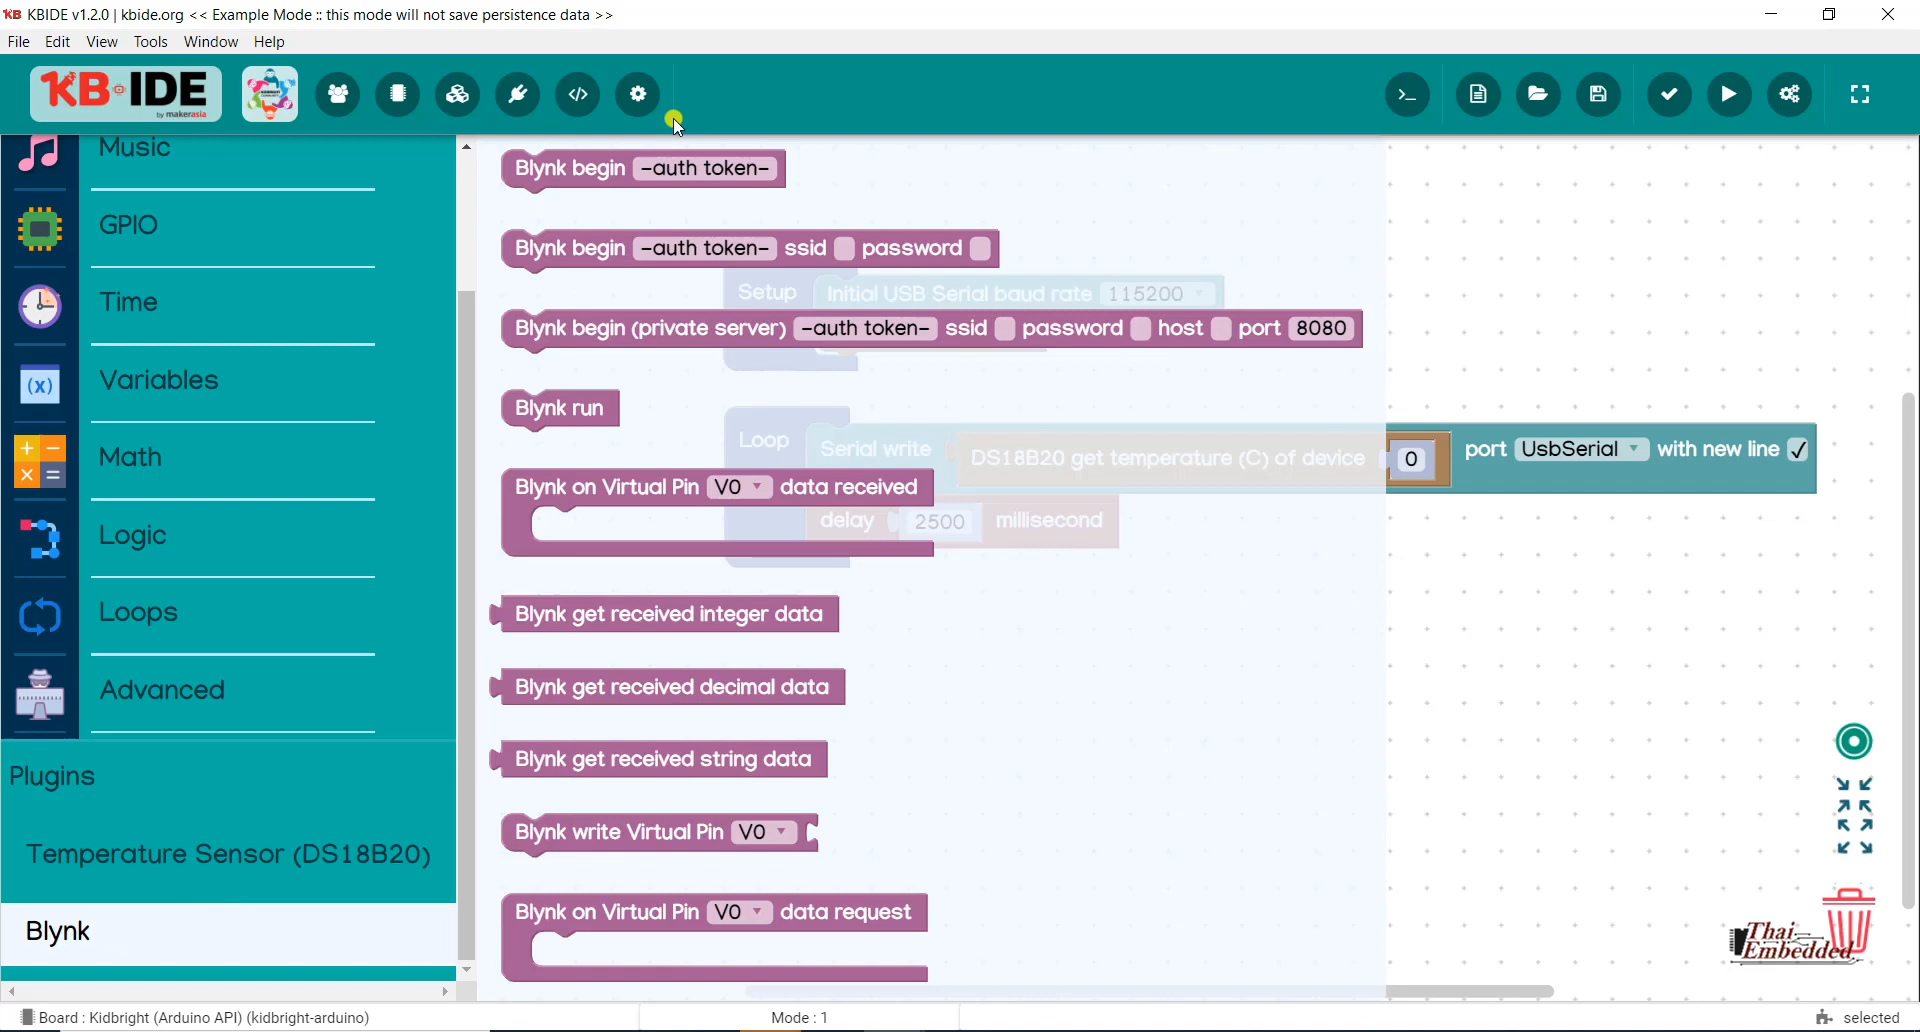 KBIDE v1.2.0 | kbide.org << Example Mode :: this mode will not save persistence data >>
File Edit View Tools Window Help
KB IDE
by makerasia
Music
GPIO
Time
Variables
Math
Logic
Loops
Advanced
Plugins
Temperature Sensor (DS18B20)
Blynk
Blynk begin -auth token-
Blynk begin -auth token- ssid password
Setup Initial USB Serial baud rate 115200
Blynk begin (private server) -auth token- ssid password host port 8080
Blynk run
Loop Serial write DS18B20 get temperature (C) of device 0 port UsbSerial with new line ✓
Blynk on Virtual Pin V0 data received
delay 2500 millisecond
Blynk get received integer data
Blynk get received decimal data
Blynk get received string data
Blynk write Virtual Pin V0
Blynk on Virtual Pin V0 data request
Thai
Embedded
Board : Kidbright (Arduino API) (kidbright-arduino)
Mode : 1
selected